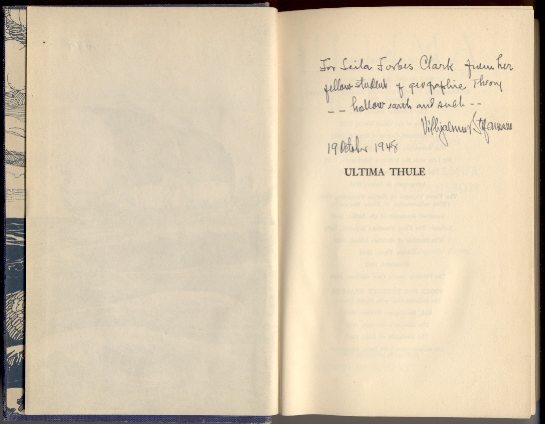 For Leila Forbes Clark from her
fellow student of geographic Theory
-- hollow earth and such --
Vilhjalmur Stefansson
19 October 1948
ULTIMA THULE